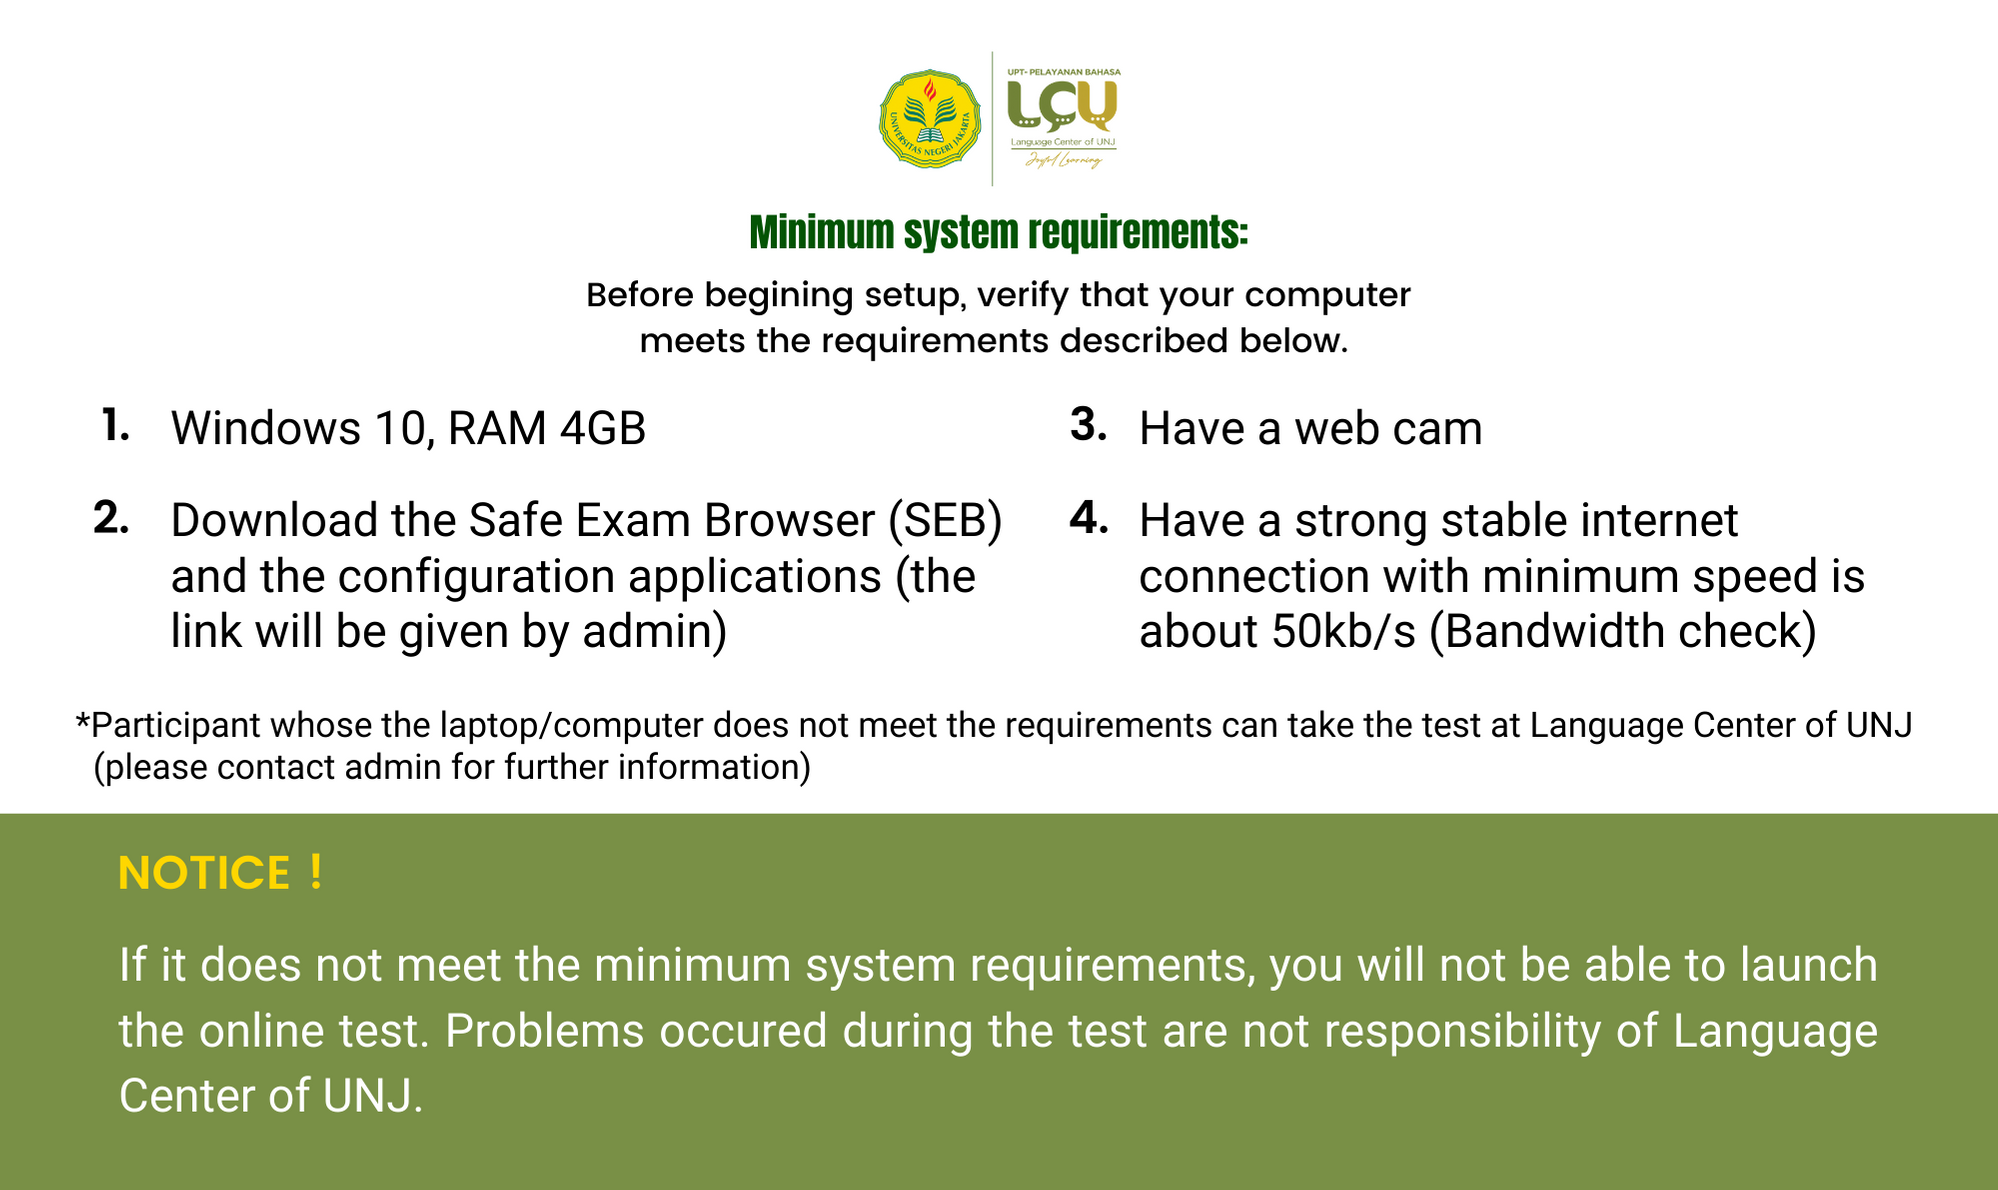 UNIVERSITAS NEGERI JAKARTA
UPT- PELAYANAN BAHASA
LCU
Language Center of UNJ
Joyful Learning
Minimum system requirements:
Before begining setup, verify that your computer
meets the requirements described below.
1. Windows 10, RAM 4GB
2. Download the Safe Exam Browser (SEB)
and the configuration applications (the
link will be given by admin)
3. Have a web cam
4. Have a strong stable internet
connection with minimum speed is
about 50kb/s (Bandwidth check)
*Participant whose the laptop/computer does not meet the requirements can take the test at Language Center of UNJ
(please contact admin for further information)
NOTICE !
If it does not meet the minimum system requirements, you will not be able to launch
the online test. Problems occured during the test are not responsibility of Language
Center of UNJ.